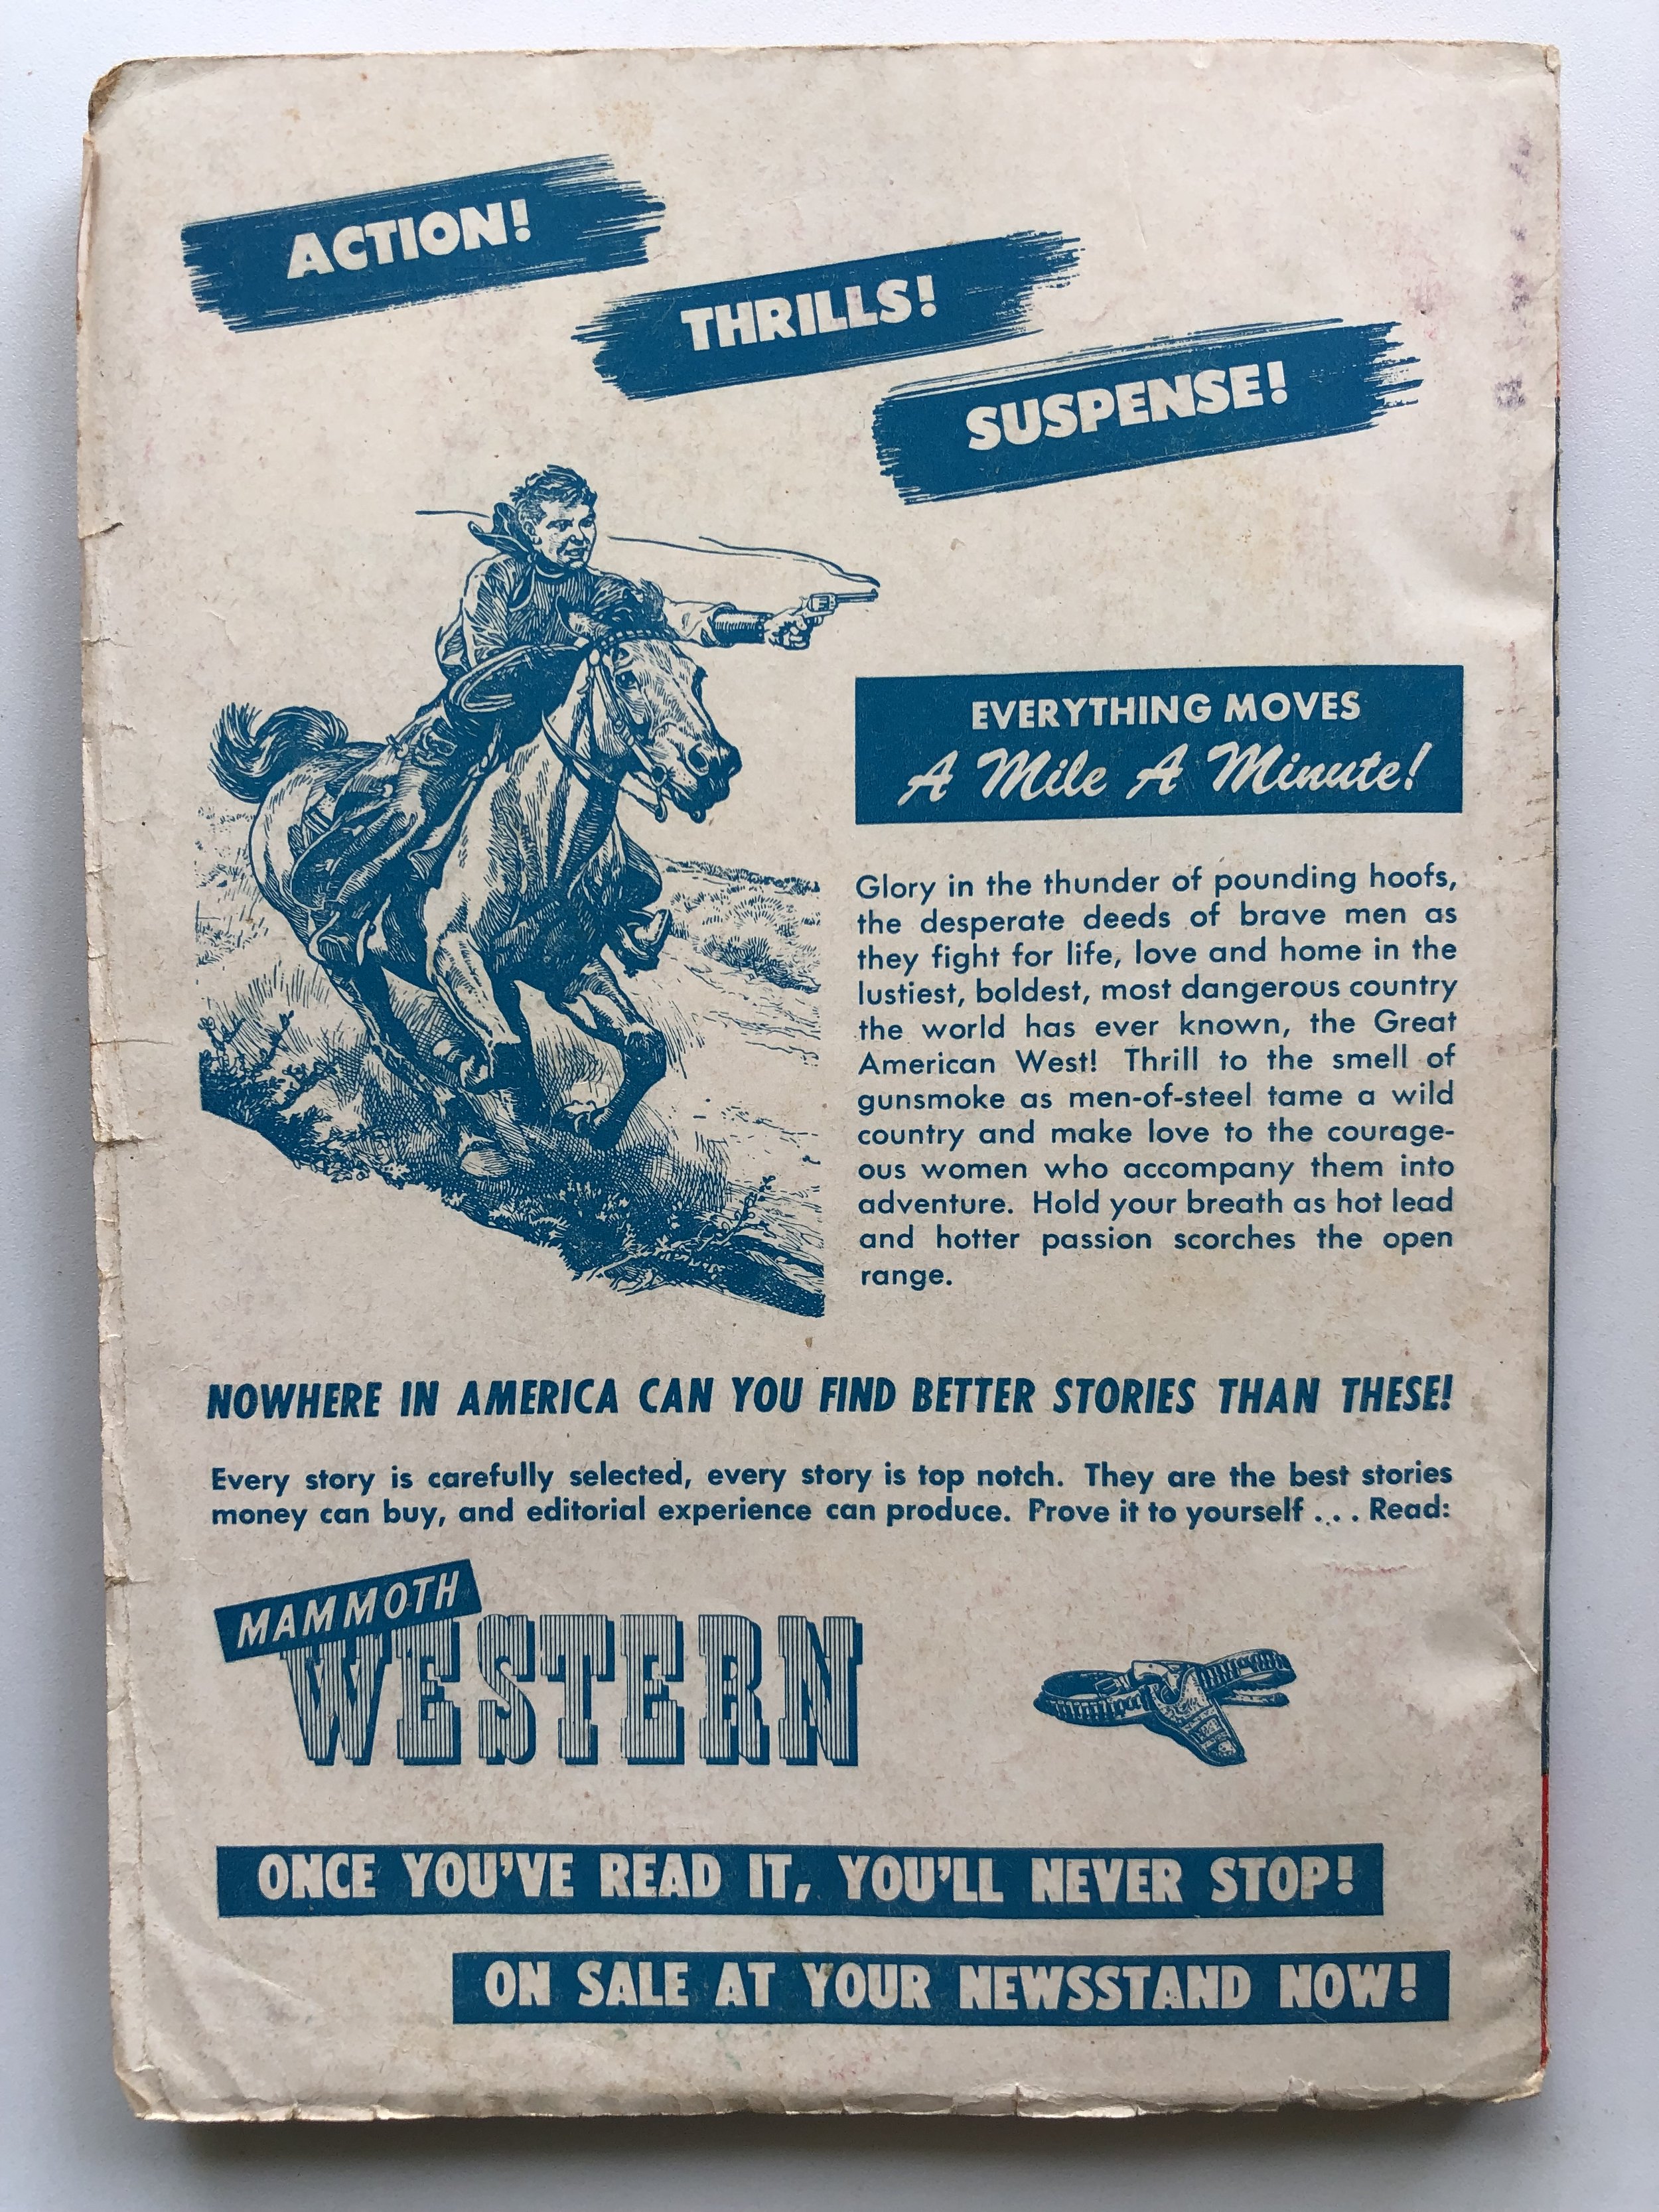 ACTION!
THRILLS!
SUSPENSE!
EVERYTHING MOVES
A Mile A Minute!
Glory in the thunder of pounding hoofs,
the desperate deeds of brave men as
they fight for life, love and home in the
lustiest, boldest, most dangerous country
the world has ever known, the Great
American West! Thrill to the smell of
gunsmoke as men-of-steel tame a wild
country and make love to the courage-
ous women who accompany them into
adventure. Hold your breath as hot lead
and hotter passion scorches the open
range.
NOWHERE IN AMERICA CAN YOU FIND BETTER STORIES THAN THESE!
Every story is carefully selected, every story is top notch. They are the best stories
money can buy, and editorial experience can produce. Prove it to yourself . . . Read:
MAMMOTH
WESTERN
ONCE YOU'VE READ IT, YOU'LL NEVER STOP!
ON SALE AT YOUR NEWSSTAND NOW!